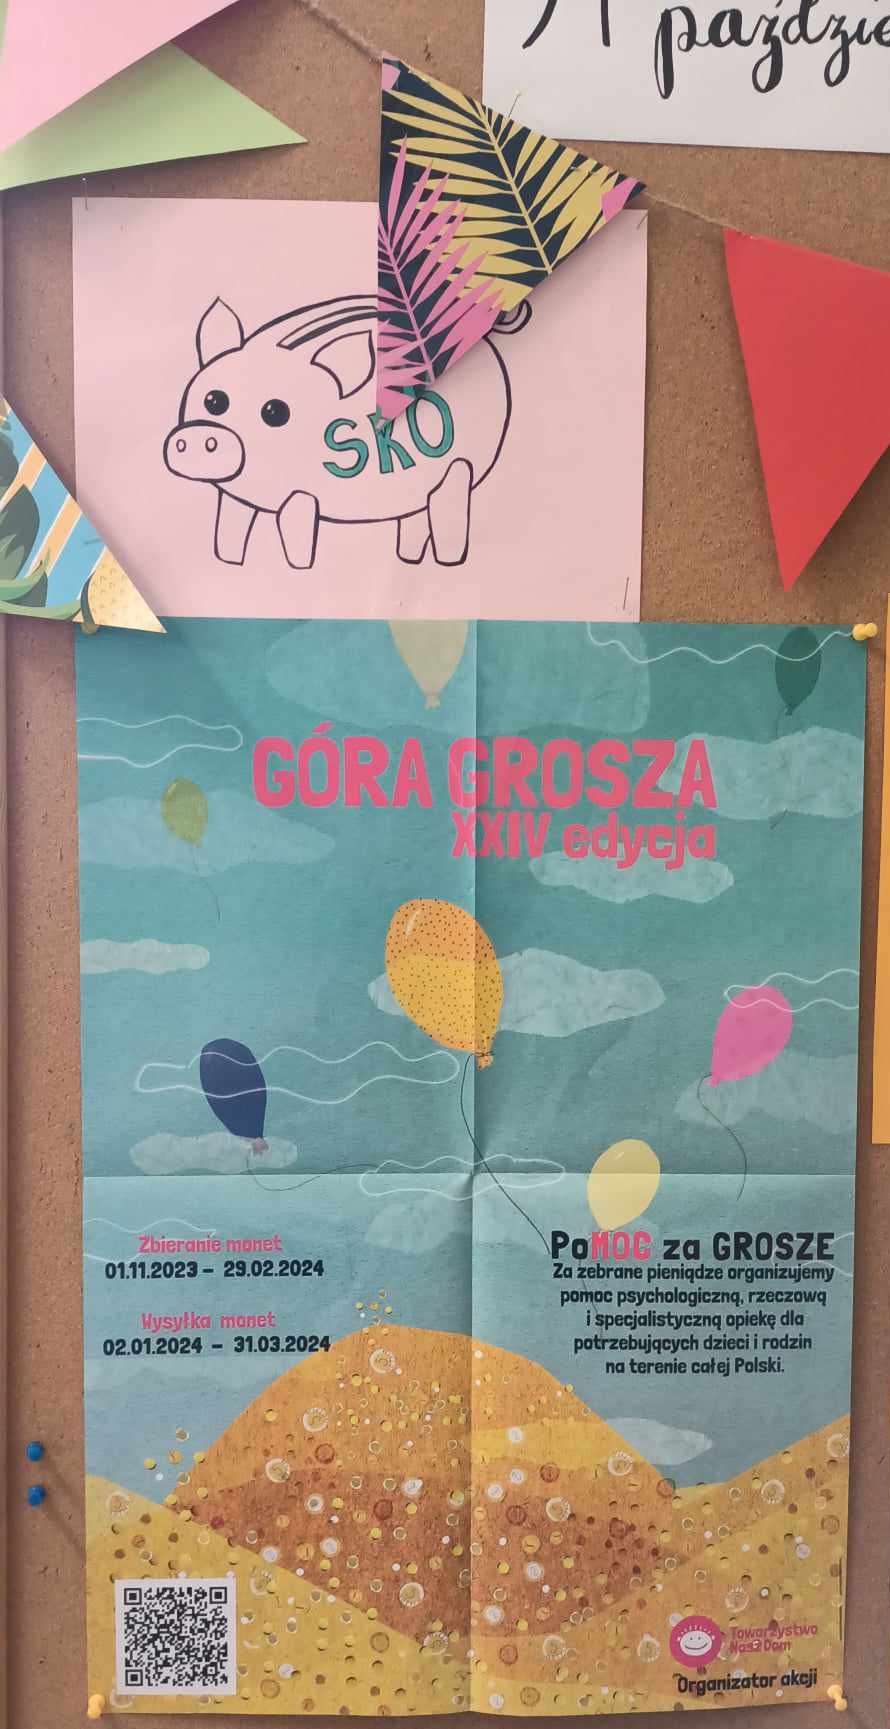 paździe
SKO
GÓRA GROSZA
XXIV edycja
Zbieranie monet
01.11.2023 – 29.02.2024
Wysyłka monet
02.01.2024 – 31.03.2024
PoMOC za GROSZE
Za zebrane pieniądze organizujemy
pomoc psychologiczną, rzeczową
i specjalistyczną opiekę dla
potrzebujących dzieci i rodzin
na terenie całej Polski.
Towarzystwo
Nasz Dom
Organizator akcji